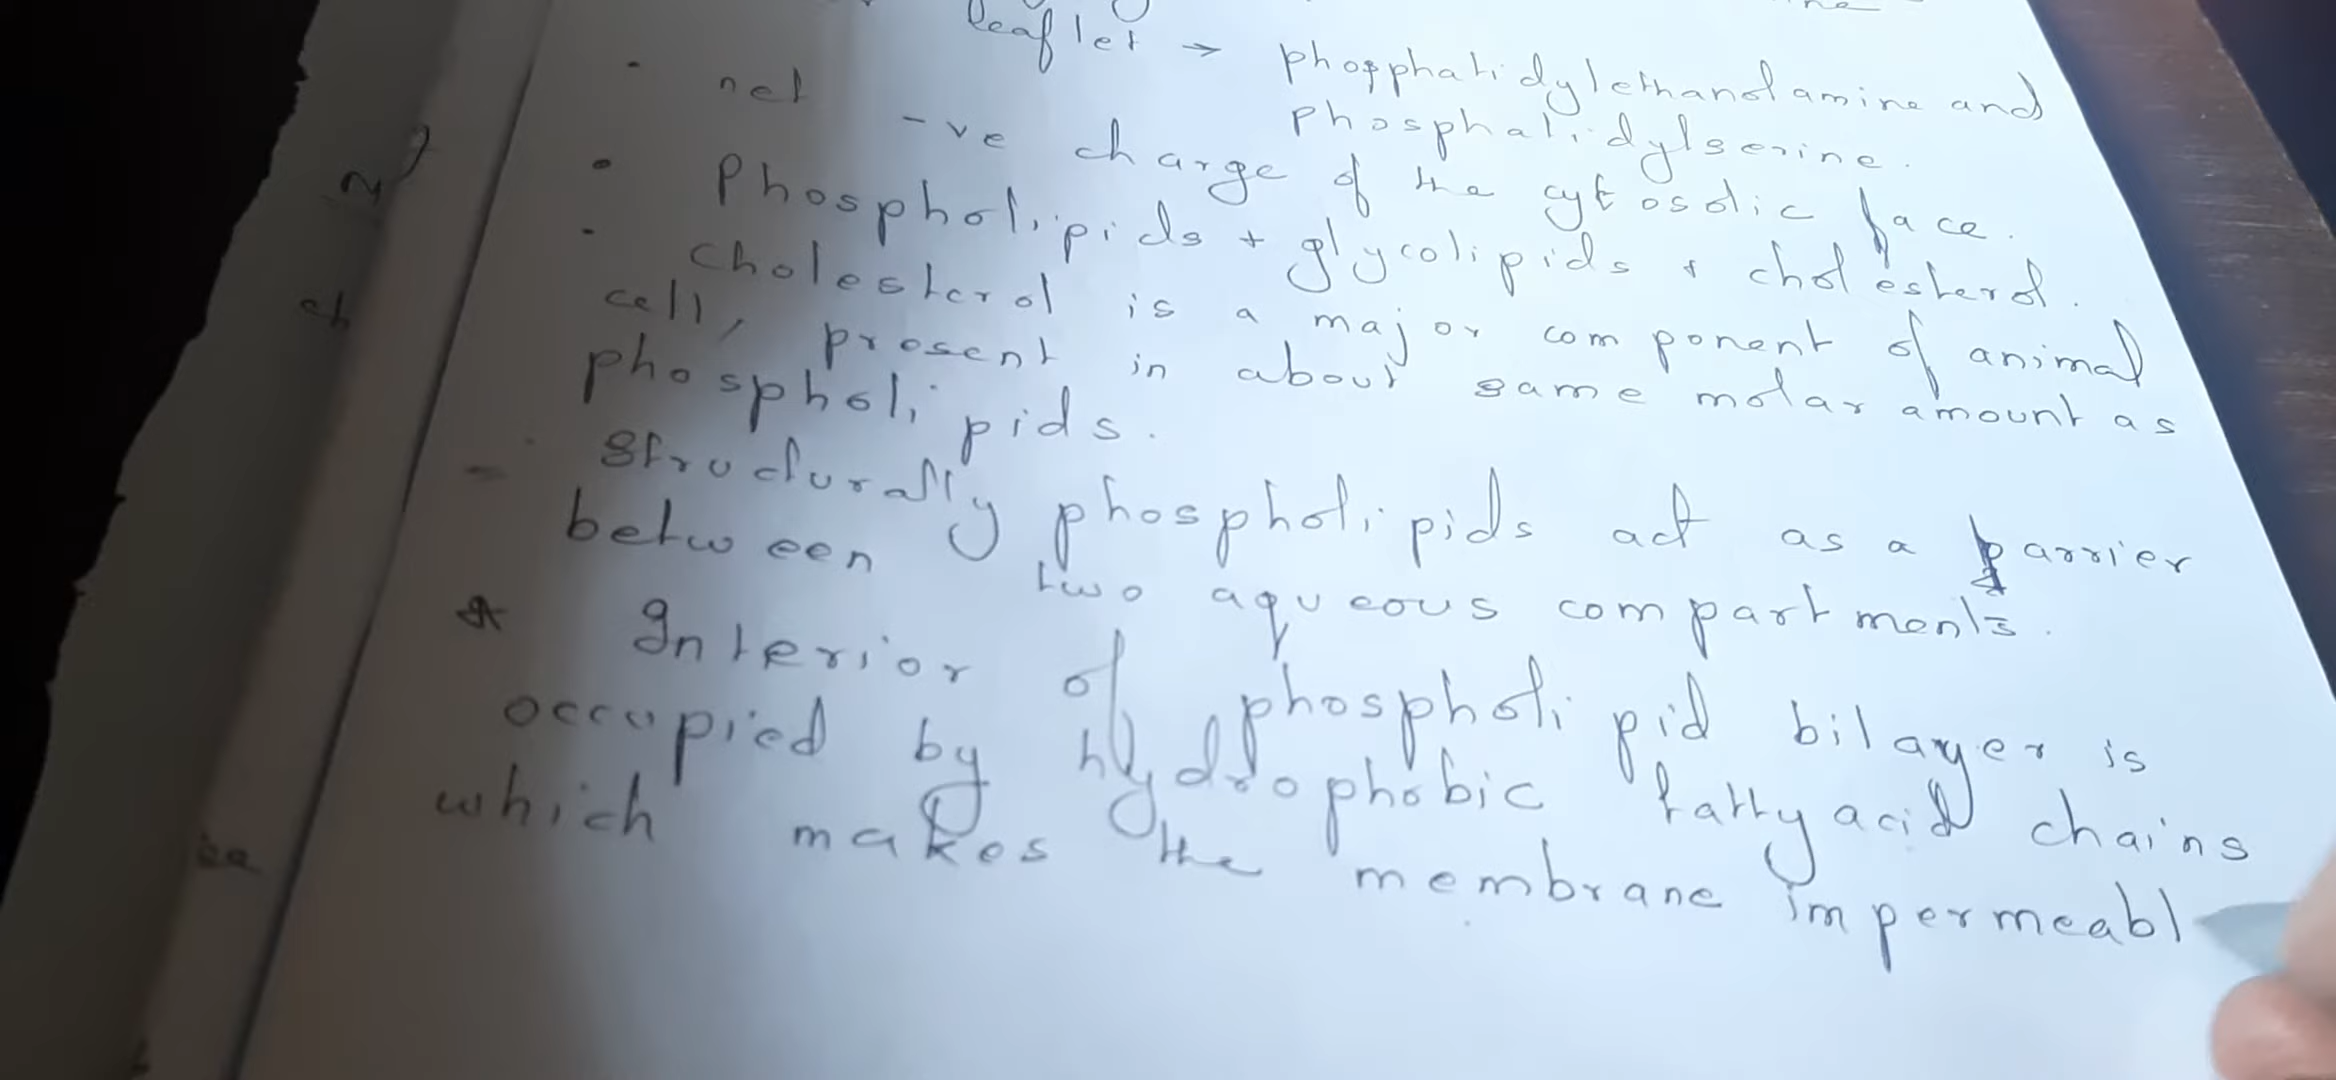 leaflet → phosphatidylethanolamine and
phosphatidylserine.
· net -ve charge of the cytosolic face.
· Phospholipids + glycolipids + cholesterol.
· Cholesterol is a major component of animal
cell, present in about same molar amount as
phospholipids.
- Structurally phospholipids act as a barrier
between two aqueous compartments.
* Interior of phospholipid bilayer is
occupied by hydrophobic fatty acid chains
which makes the membrane impermeabl